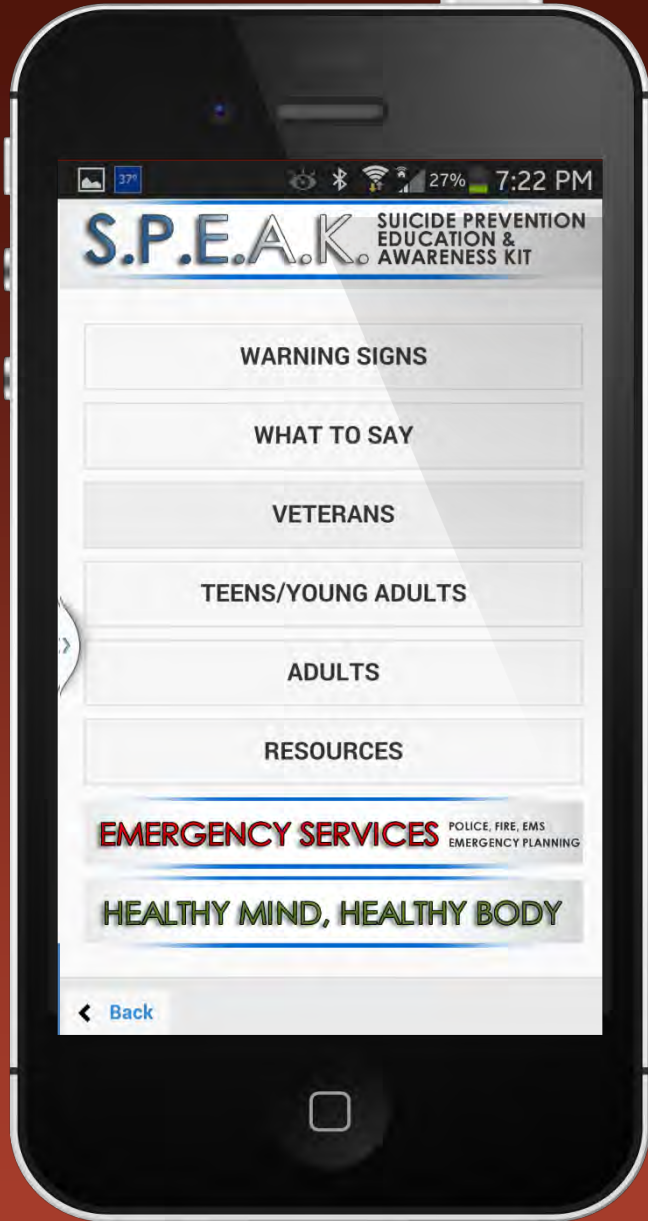 37°
27% 7:22 PM
S.P.E.A.K. SUICIDE PREVENTION
EDUCATION &
AWARENESS KIT
WARNING SIGNS
WHAT TO SAY
VETERANS
TEENS/YOUNG ADULTS
ADULTS
RESOURCES
EMERGENCY SERVICES POLICE, FIRE, EMS
EMERGENCY PLANNING
HEALTHY MIND, HEALTHY BODY
Back